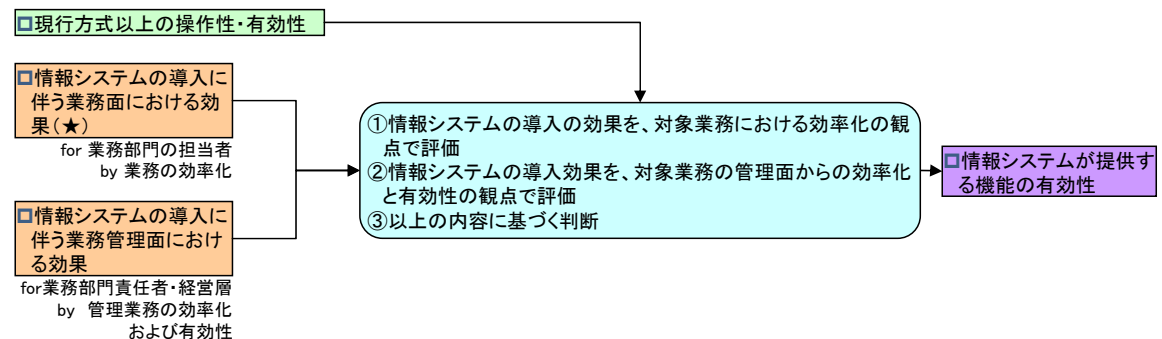 現行方式以上の操作性・有効性
情報システムの導入に
伴う業務面における効
果(★)
for 業務部門の担当者
by 業務の効率化
情報システムの導入に
伴う業務管理面におけ
る効果
for業務部門責任者・経営層
by 管理業務の効率化
および有効性
①情報システムの導入の効果を、対象業務における効率化の観
点で評価
②情報システムの導入効果を、対象業務の管理面からの効率化
と有効性の観点で評価
③以上の内容に基づく判断
情報システムが提供す
る機能の有効性